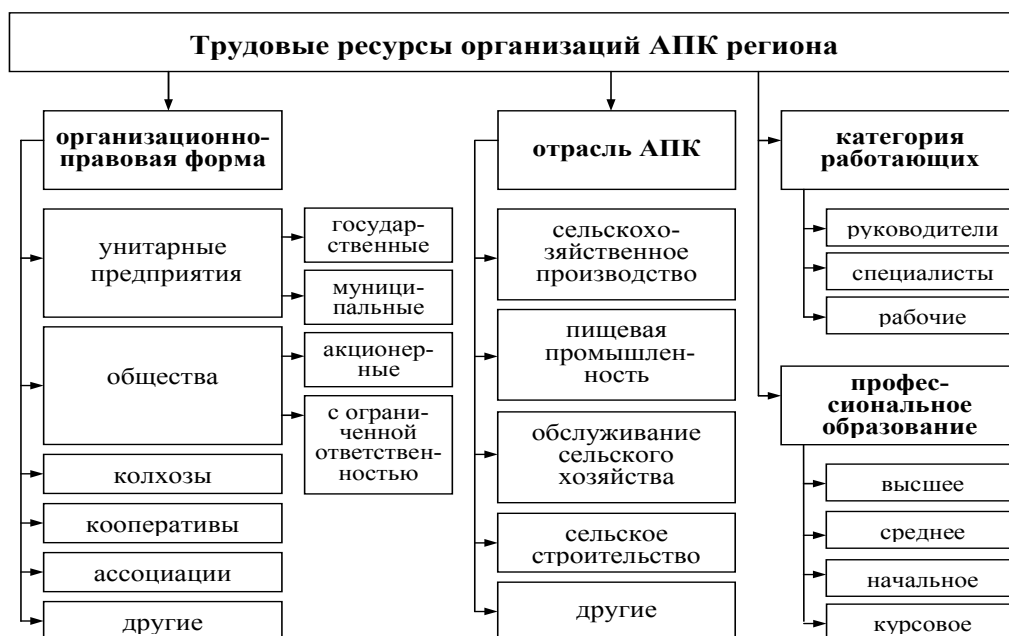 Трудовые ресурсы организаций АПК региона
организационно-
правовая форма
унитарные
предприятия
государ-
ственные
муници-
пальные
общества
акционер-
ные
с ограни-
ченной
ответствен-
ностью
колхозы
кооперативы
ассоциации
другие
отрасль АПК
сельскохо-
зяйственное
производство
пищевая
промышлен-
ность
обслуживание
сельского
хозяйства
сельское
строительство
другие
категория
работающих
руководители
специалисты
рабочие
профес-
сиональное
образование
высшее
среднее
начальное
курсовое